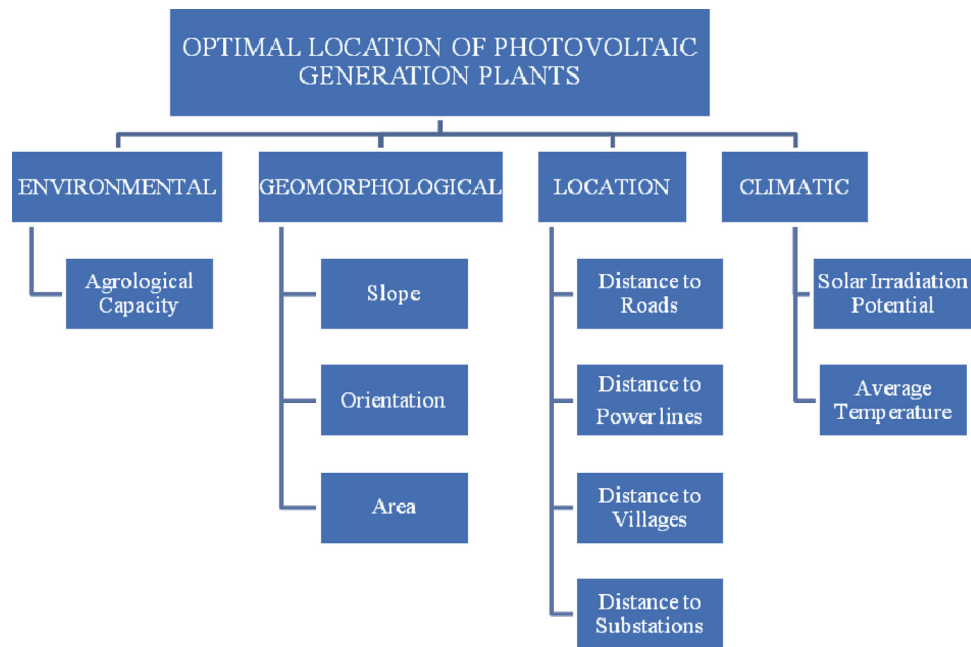 OPTIMAL LOCATION OF PHOTOVOLTAIC
GENERATION PLANTS
ENVIRONMENTAL
GEOMORPHOLOGICAL
LOCATION
CLIMATIC
Agrological
Capacity
Slope
Orientation
Area
Distance to
Roads
Distance to
Power lines
Distance to
Villages
Distance to
Substations
Solar Irradiation
Potential
Average
Temperature